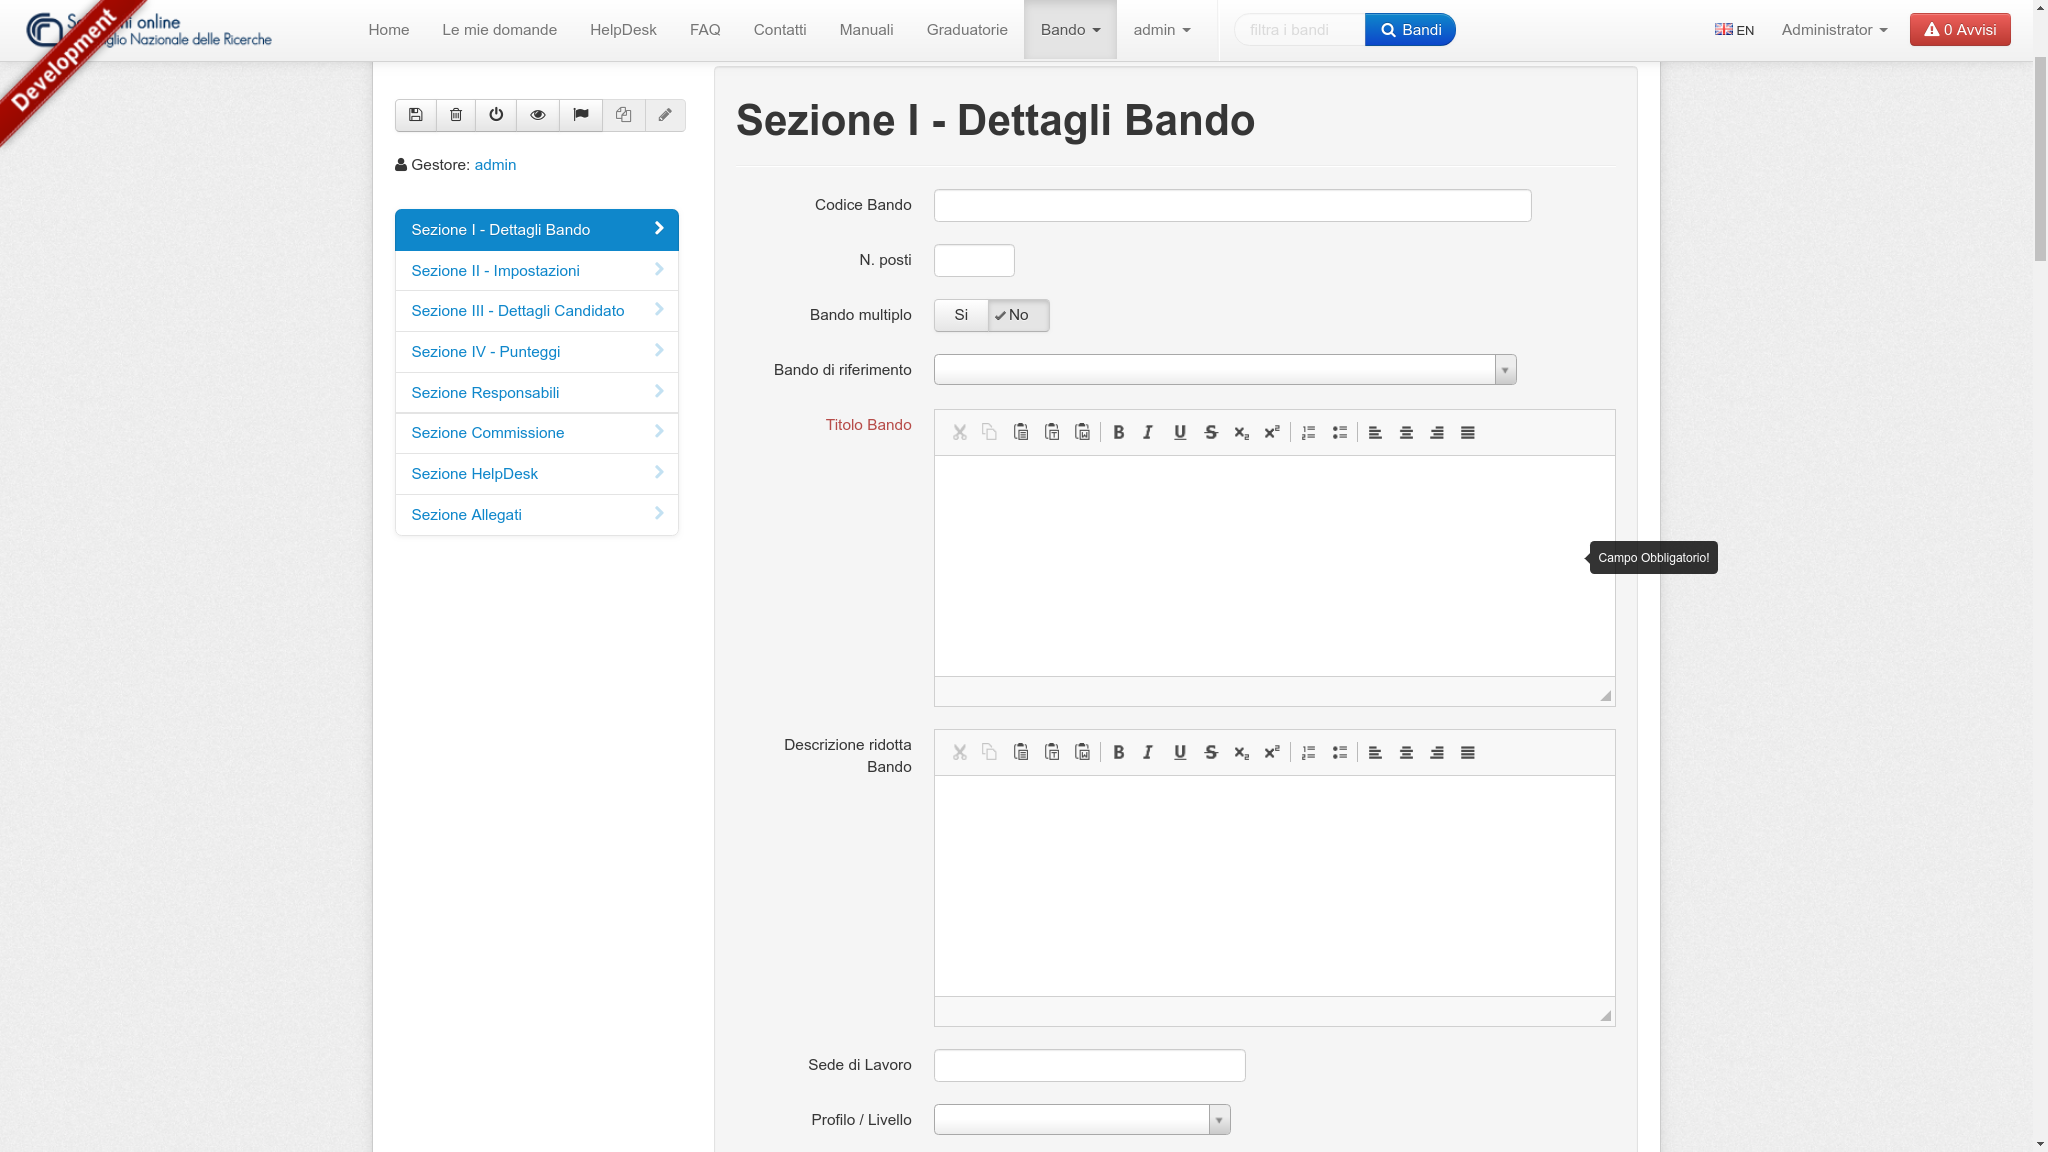 online
Nazionale delle Ricerche
Development
Home
Le mie domande
HelpDesk
FAQ
Contatti
Manuali
Graduatorie
Bando
admin
filtra i bandi
Bandi
EN
Administrator
0 Avvisi
Gestore: admin
Sezione I - Dettagli Bando
Sezione II - Impostazioni
Sezione III - Dettagli Candidato
Sezione IV - Punteggi
Sezione Responsabili
Sezione Commissione
Sezione HelpDesk
Sezione Allegati
Sezione I - Dettagli Bando
Codice Bando
N. posti
Bando multiplo
Si
No
Bando di riferimento
Titolo Bando
Campo Obbligatorio!
Descrizione ridotta
Bando
Sede di Lavoro
Profilo / Livello